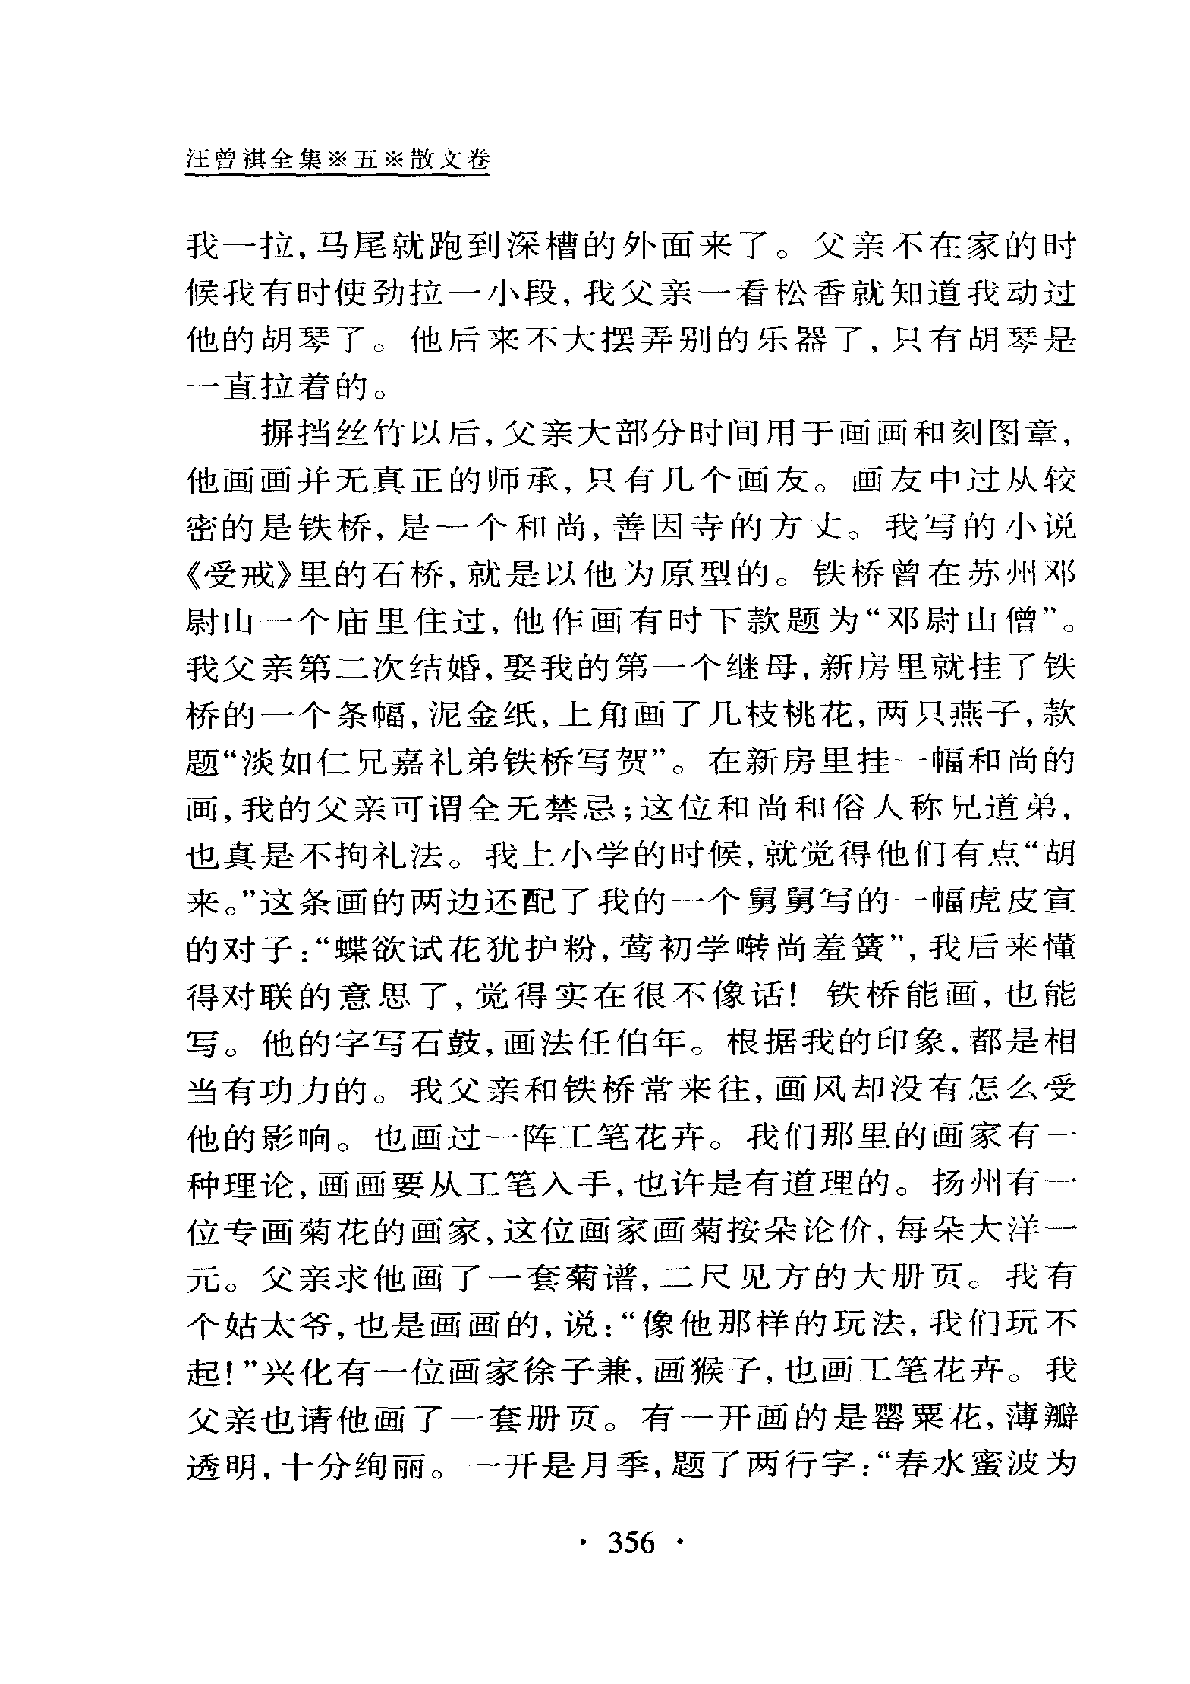 汪曾祺全集※五※散文卷
我一拉,马尾就跑到深槽的外面来了。父亲不在家的时
候我有时使劲拉一小段,我父亲一看松香就知道我动过
他的胡琴了。他后来不大摆弄别的乐器了,只有胡琴是
一直拉着的。
摒挡丝竹以后,父亲大部分时间用于画画和刻图章,
他画画并无真正的师承,只有几个画友。画友中过从较
密的是铁桥,是一个和尚,善因寺的方丈。我写的小说
《受戒》里的石桥,就是以他为原型的。铁桥曾在苏州邓
尉山一个庙里住过,他作画有时下款题为“邓尉山僧”。
我父亲第二次结婚,娶我的第一个继母,新房里就挂了铁
桥的一个条幅,泥金纸,上角画了几枝桃花,两只燕子,款
题“淡如仁兄嘉礼弟铁桥写贺”。在新房里挂一幅和尚的
画,我的父亲可谓全无禁忌;这位和尚和俗人称兄道弟,
也真是不拘礼法。我上小学的时候,就觉得他们有点“胡
来。”这条画的两边还配了我的一个舅舅写的一幅虎皮宣
的对子:“蝶欲试花犹护粉,莺初学啭尚羞簧”,我后来懂
得对联的意思了,觉得实在很不像话! 铁桥能画,也能
写。他的字写石鼓,画法任伯年。根据我的印象,都是相
当有功力的。我父亲和铁桥常来往,画风却没有怎么受
他的影响。也画过一阵工笔花卉。我们那里的画家有一
种理论,画画要从工笔入手,也许是有道理的。扬州有一
位专画菊花的画家,这位画家画菊按朵论价,每朵大洋一
元。父亲求他画了一套菊谱,二尺见方的大册页。我有
个姑太爷,也是画画的,说:“像他那样的玩法,我们玩不
起!”兴化有一位画家徐子兼,画猴子,也画工笔花卉。我
父亲也请他画了一套册页。有一开画的是罂粟花,薄瓣
透明,十分绚丽。一开是月季,题了两行字:“春水蜜波为
· 356 ·